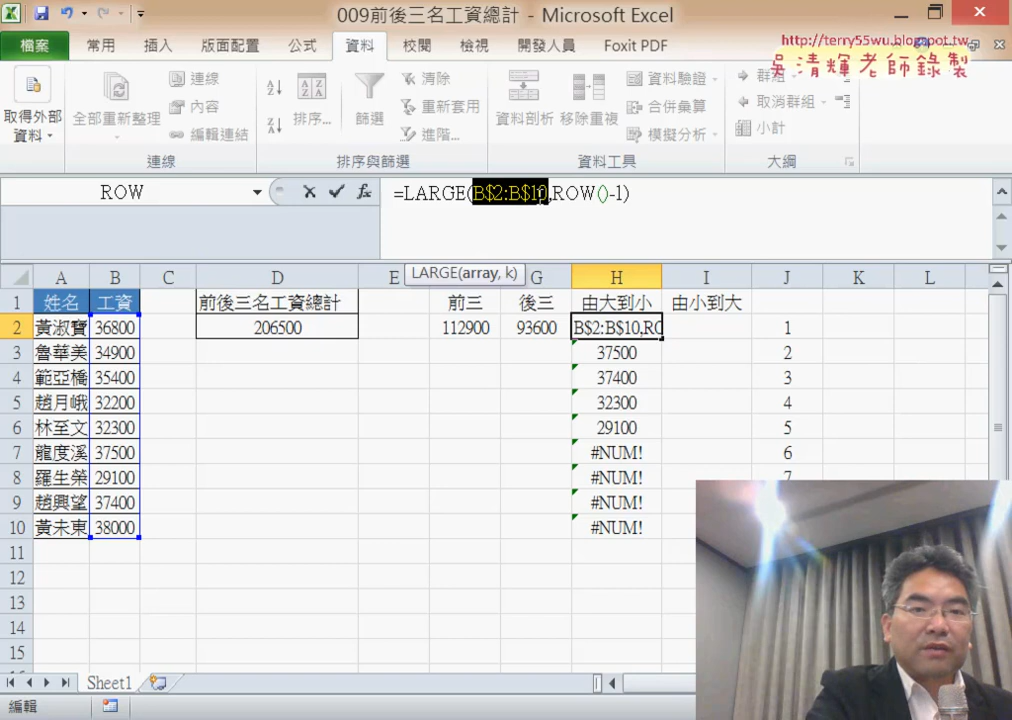 009前後三名工資總計 - Microsoft Excel
檔案 常用 插入 版面配置 公式 資料 校閱 檢視 開發人員 Foxit PDF
http://terry55wu.blogspot.tw
吳清輝老師錄製
取得外部資料 全部重新整理 連線 內容 編輯連結 排序... 篩選 清除 重新套用 進階... 資料剖析 移除重複 資料驗證 合併彙算 模擬分析 群組 取消群組 小計
連線 排序與篩選 資料工具 大綱
ROW fx =LARGE(B$2:B$10,ROW()-1)
LARGE(array, k)
A B C D E G H I J K L
1 姓名 工資 前後三名工資總計 前三 後三 由大到小 由小到大
2 黃淑寶 36800 206500 112900 93600 B$2:B$10,RO 1
3 魯華美 34900 37500 2
4 範亞橋 35400 37400 3
5 趙月峨 32200 32300 4
6 林至文 32300 29100 5
7 龍度溪 37500 #NUM! 6
8 羅生榮 29100 #NUM! 7
9 趙興望 37400 #NUM!
10 黃未東 38000 #NUM!
11
12
13
14
15
Sheet1
編輯